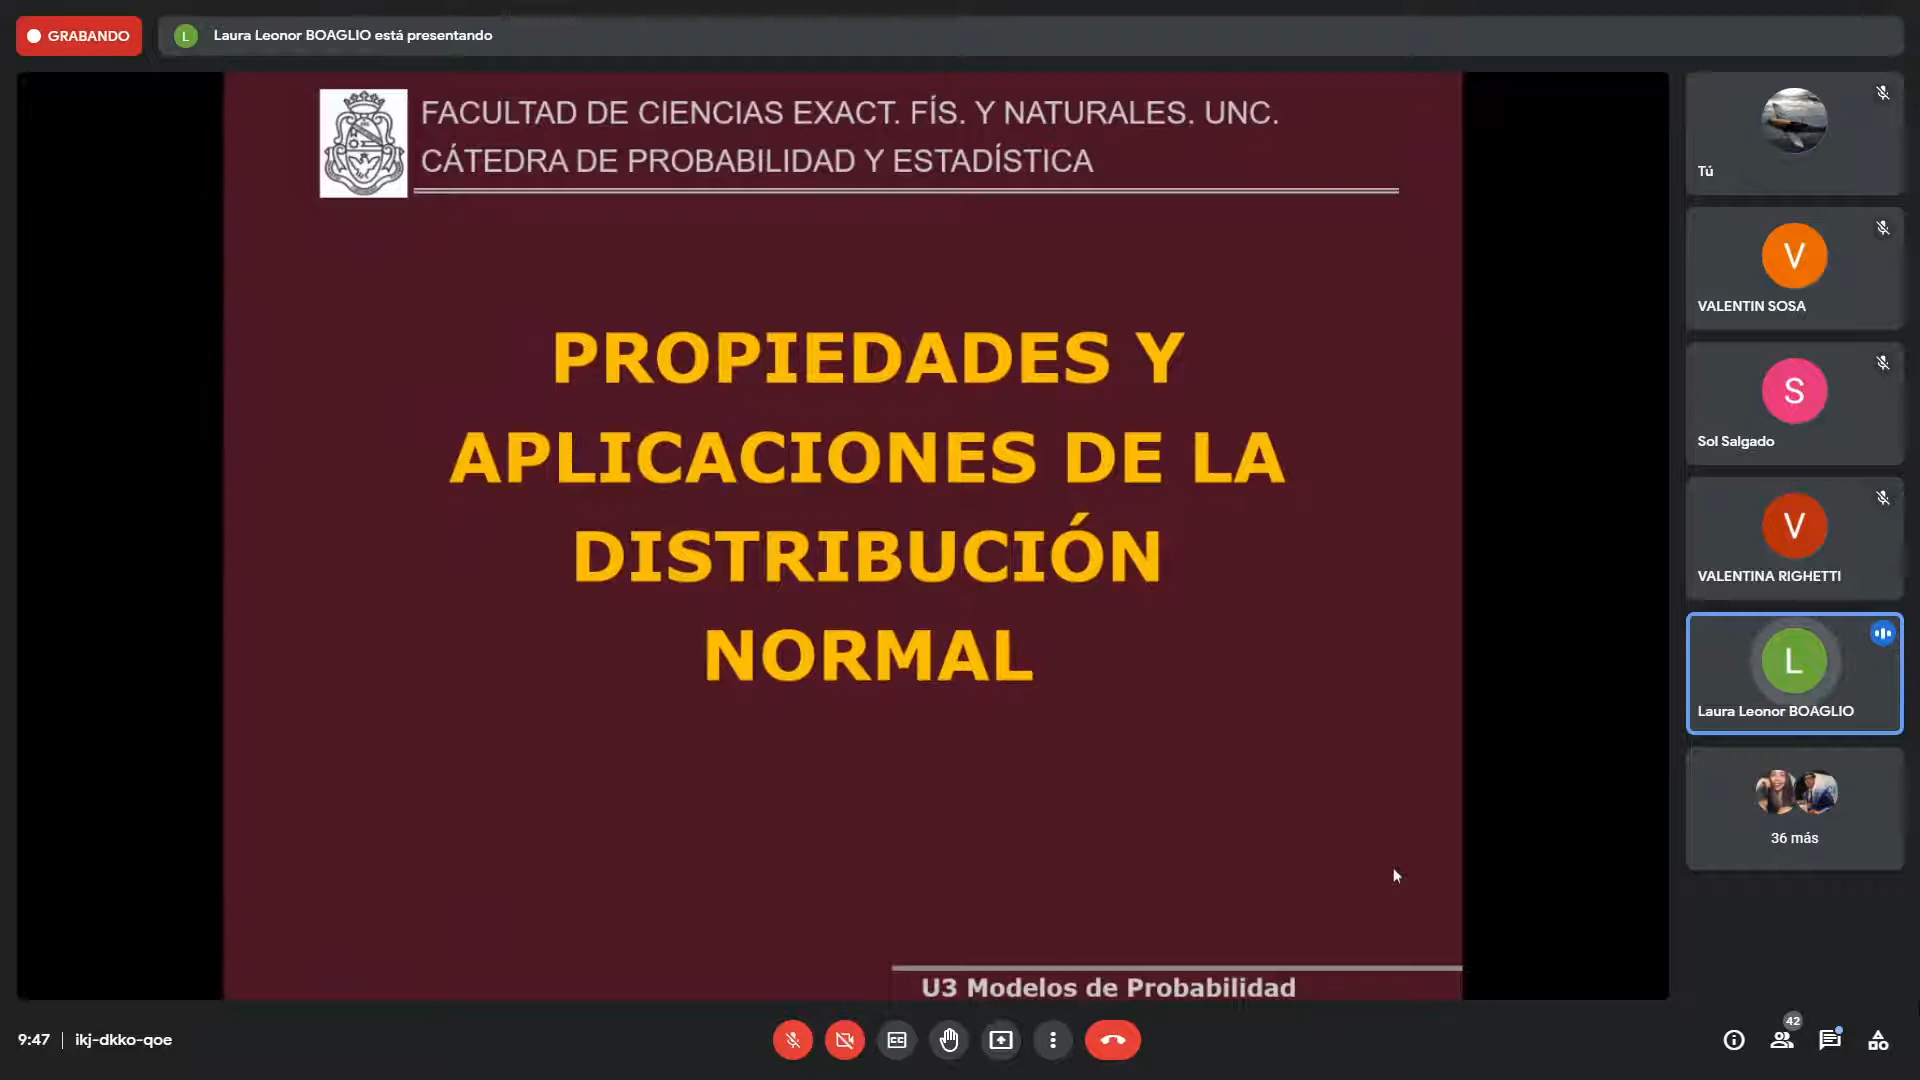 GRABANDO
L
Laura Leonor BOAGLIO está presentando
FACULTAD DE CIENCIAS EXACT. FÍS. Y NATURALES. UNC.
CÁTEDRA DE PROBABILIDAD Y ESTADÍSTICA
PROPIEDADES Y
APLICACIONES DE LA
DISTRIBUCIÓN
NORMAL
U3 Modelos de Probabilidad
Tú
V
VALENTIN SOSA
S
Sol Salgado
V
VALENTINA RIGHETTI
L
Laura Leonor BOAGLIO
36 más
9:47
ikj-dkko-qoe
CC
42